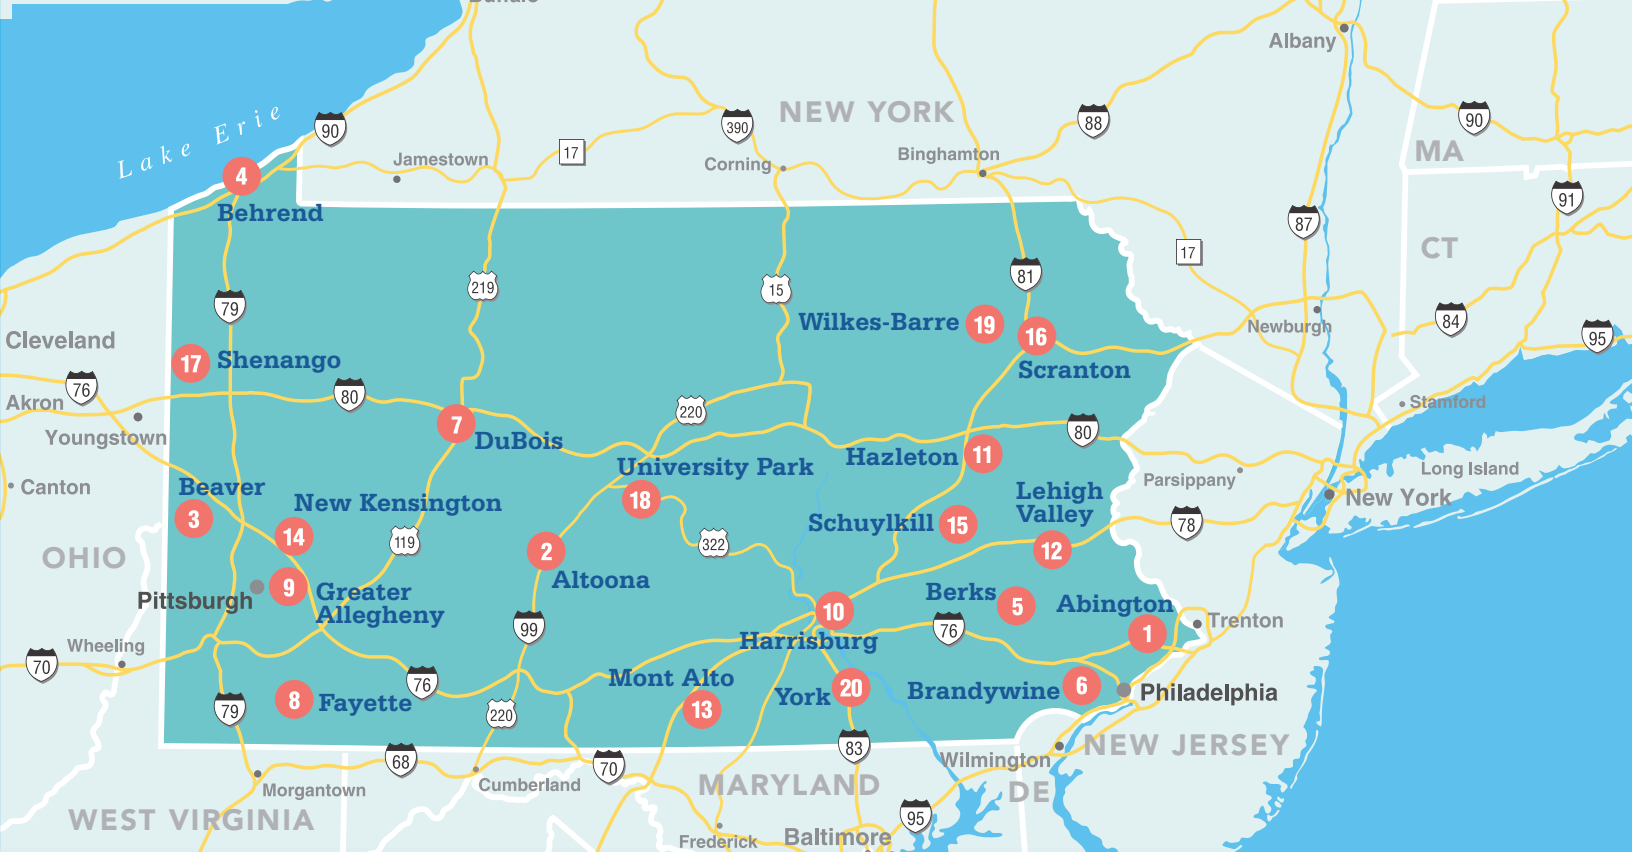 Buffalo
Albany
Lake Erie
90
390
NEW YORK
88
90
MA
Jamestown
17
Corning
Binghamton
4
Behrend
91
87
CT
17
219
15
81
79
Wilkes-Barre
19
16
Scranton
Newburgh
84
95
Cleveland
17
Shenango
76
80
Akron
Youngstown
220
7
DuBois
80
Stamford
University Park
Hazleton
11
Parsippany
Long Island
Canton
Beaver
3
New Kensington
14
18
Lehigh
Valley
12
New York
Schuylkill
15
78
119
322
OHIO
2
Altoona
Pittsburgh
9
Greater
Allegheny
10
Harrisburg
Berks
5
Abington
1
99
76
Trenton
Wheeling
70
76
Mont Alto
13
York
20
Brandywine
6
Philadelphia
8
Fayette
79
220
83
NEW JERSEY
Wilmington
68
70
Morgantown
Cumberland
MARYLAND
DE
WEST VIRGINIA
95
Frederick
Baltimore